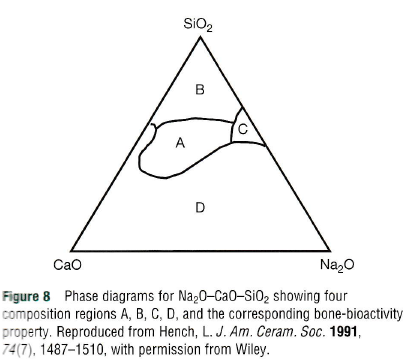 SiO2
B
C
A
D
CaO
Na2O
Figure 8 Phase diagrams for Na2O–CaO–SiO2 showing four
composition regions A, B, C, D, and the corresponding bone-bioactivity
property. Reproduced from Hench, L. J. Am. Ceram. Soc. 1991,
74(7), 1487–1510, with permission from Wiley.